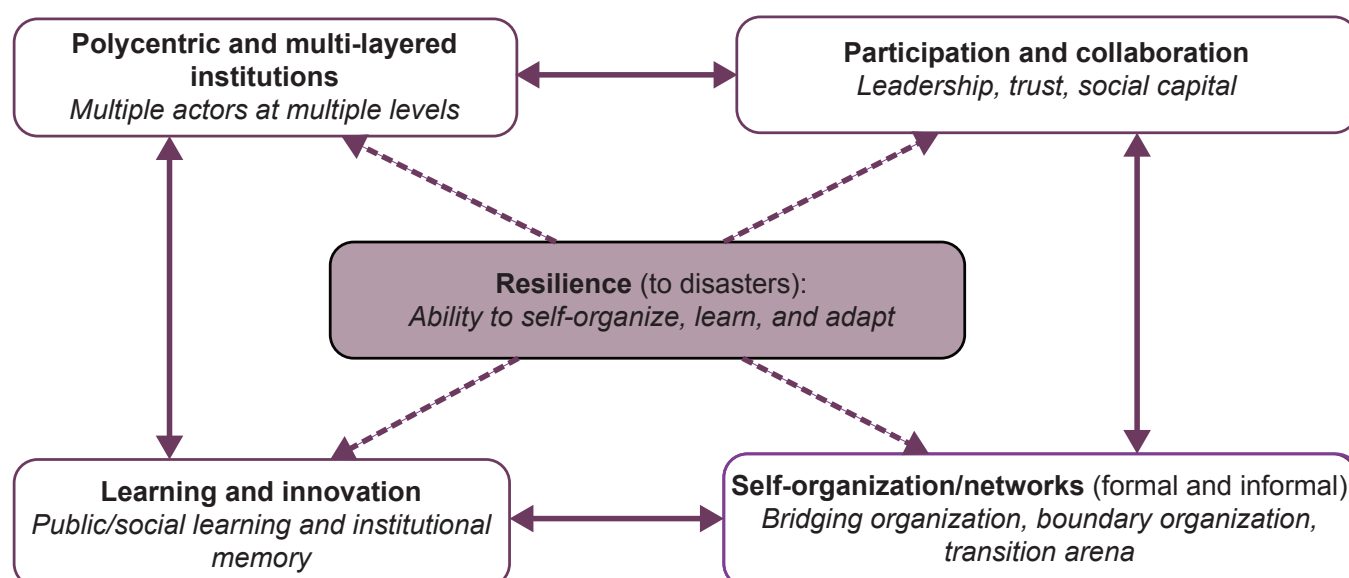 Polycentric and multi-layered
institutions
Multiple actors at multiple levels
Participation and collaboration
Leadership, trust, social capital
Resilience (to disasters):
Ability to self-organize, learn, and adapt
Learning and innovation
Public/social learning and institutional
memory
Self-organization/networks (formal and informal)
Bridging organization, boundary organization,
transition arena